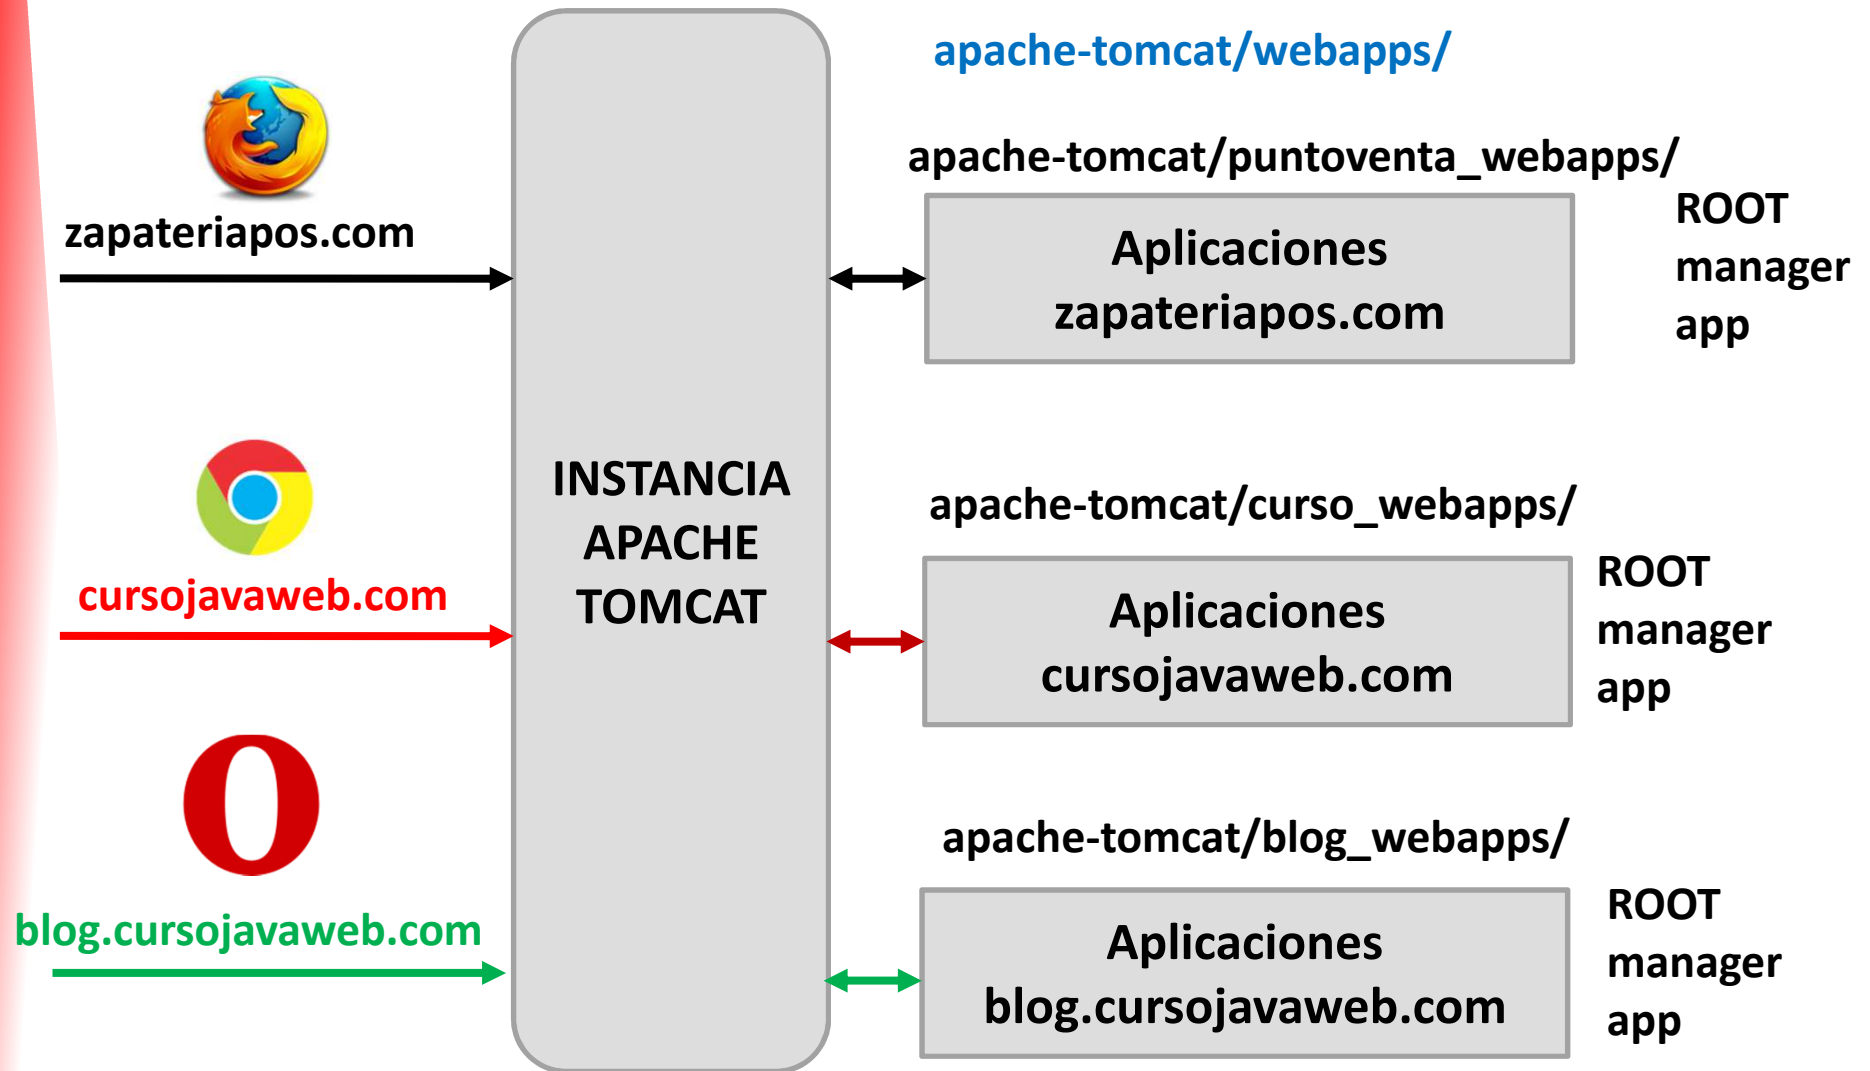 apache-tomcat/webapps/
apache-tomcat/puntoventa_webapps/
zapateriapos.com
Aplicaciones
zapateriapos.com
ROOT
manager
app
INSTANCIA
APACHE
TOMCAT
apache-tomcat/curso_webapps/
cursojavaweb.com
Aplicaciones
cursojavaweb.com
ROOT
manager
app
apache-tomcat/blog_webapps/
blog.cursojavaweb.com
Aplicaciones
blog.cursojavaweb.com
ROOT
manager
app